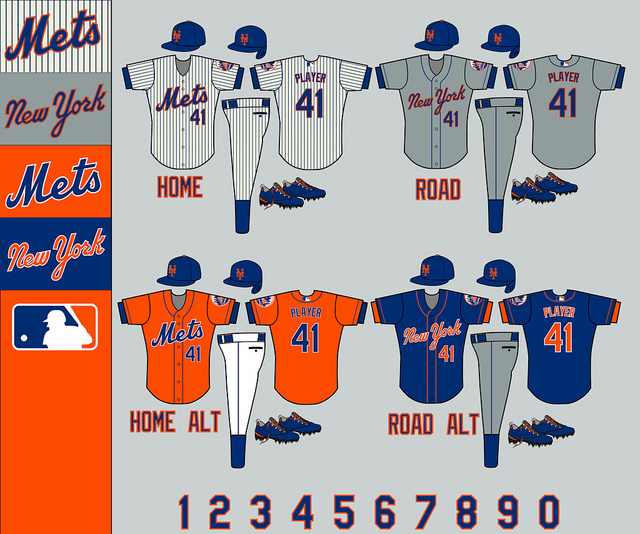 Mets
New York
Mets
New York
Mets 41
PLAYER
41
HOME
New York 41
PLAYER
41
ROAD
Mets 41
PLAYER
41
HOME ALT
New York 41
PLAYER
41
ROAD ALT
1 2 3 4 5 6 7 8 9 0